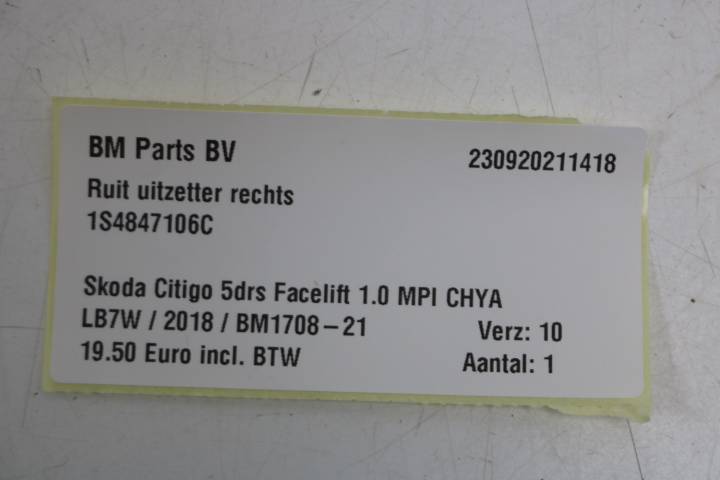 BM Parts BV 230920211418
Ruit uitzetter rechts
1S4847106C
Skoda Citigo 5drs Facelift 1.0 MPI CHYA
LB7W / 2018 / BM1708-21 Verz: 10
19.50 Euro incl. BTW Aantal: 1